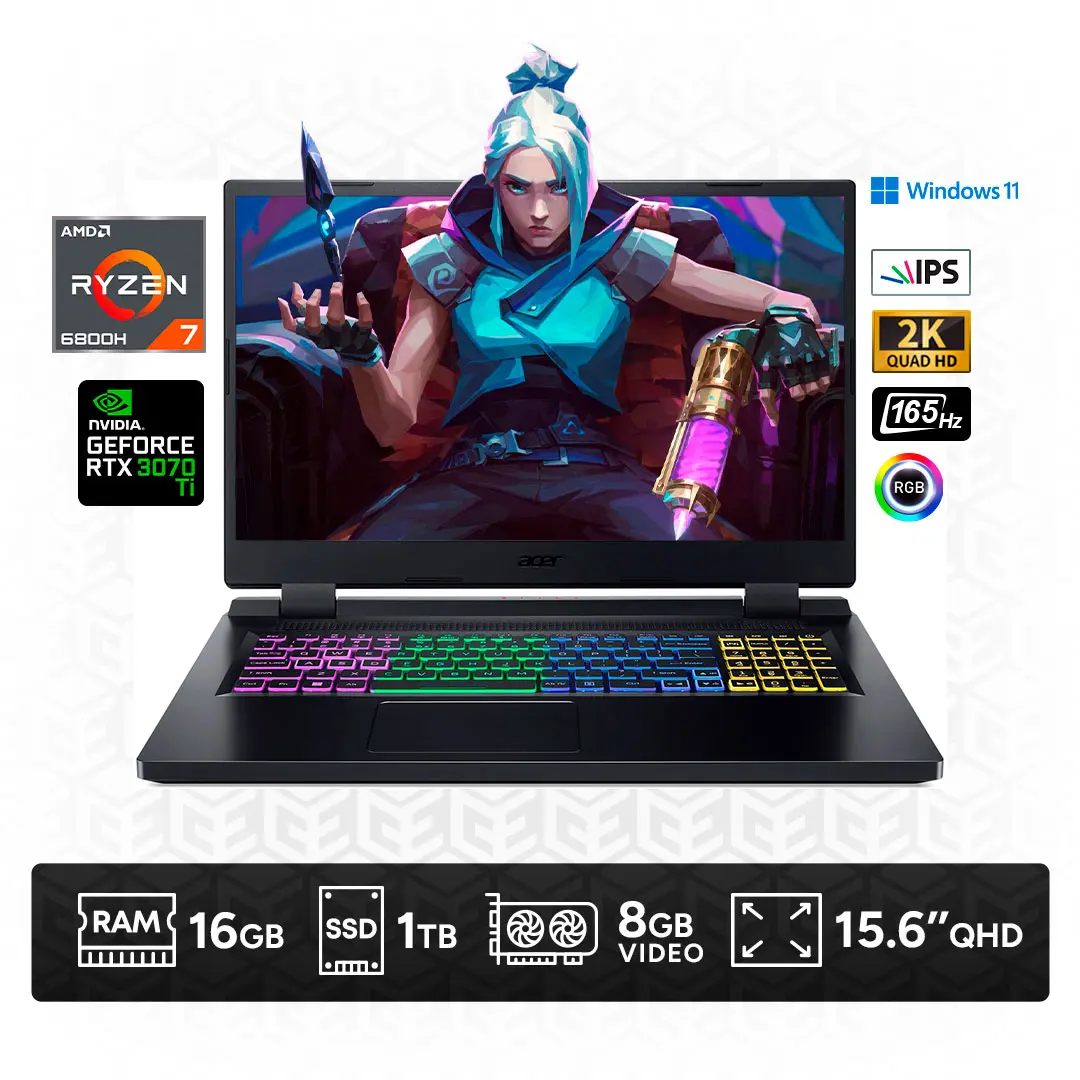 Windows 11
AMD
RYZEN
6800H 7
IPS
2K
QUAD HD
NVIDIA.
GEFORCE
RTX 3070
Ti
165Hz
RGB
acer
RAM 16GB
SSD 1TB
8GB
VIDEO
15.6” QHD